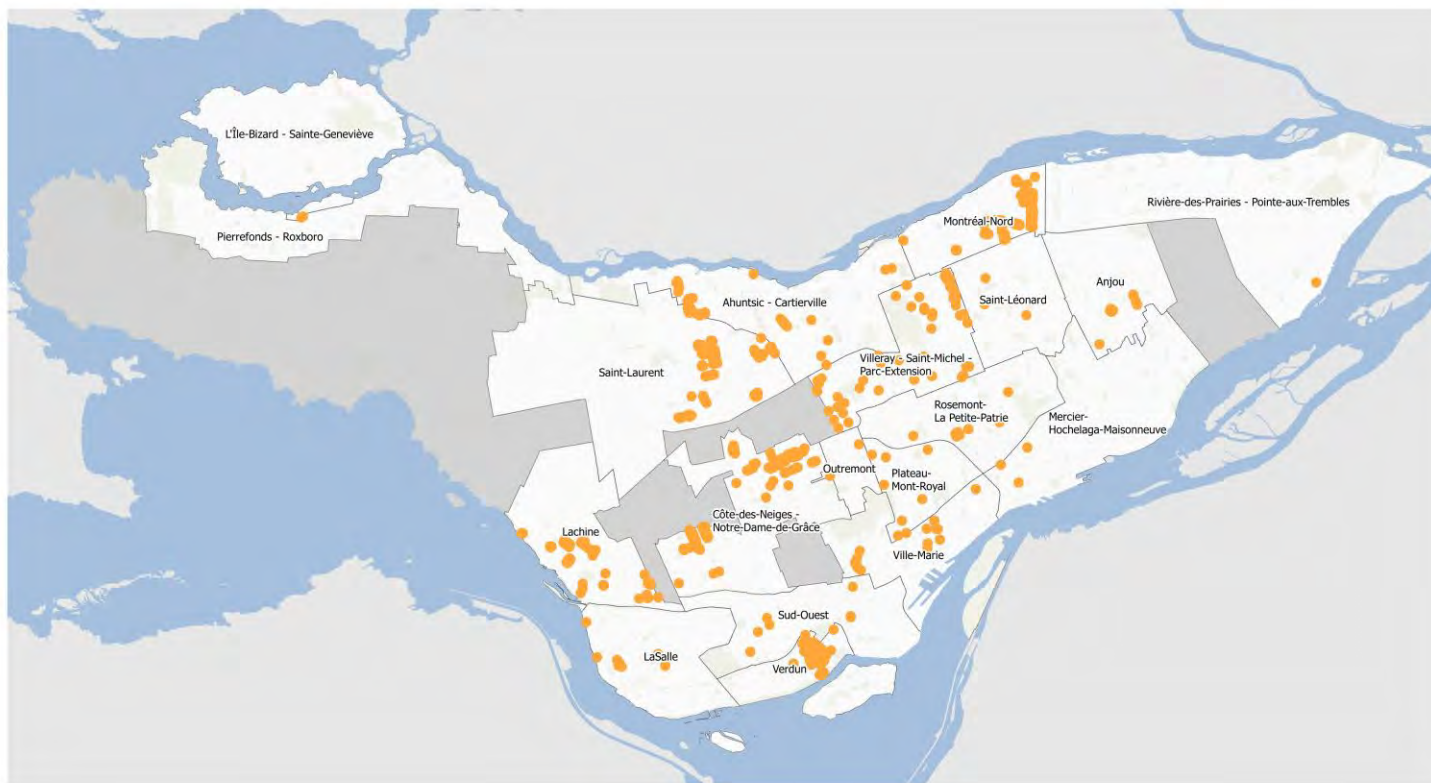 L'Île-Bizard - Sainte-Geneviève
Pierrefonds - Roxboro
Rivière-des-Prairies - Pointe-aux-Trembles
Montréal-Nord
Anjou
Saint-Léonard
Ahuntsic - Cartierville
Villeray - Saint-Michel -
Parc-Extension
Saint-Laurent
Rosemont-
La Petite-Patrie
Mercier-
Hochelaga-Maisonneuve
Outremont
Plateau-
Mont-Royal
Côte-des-Neiges -
Notre-Dame-de-Grâce
Lachine
Ville-Marie
Sud-Ouest
LaSalle
Verdun